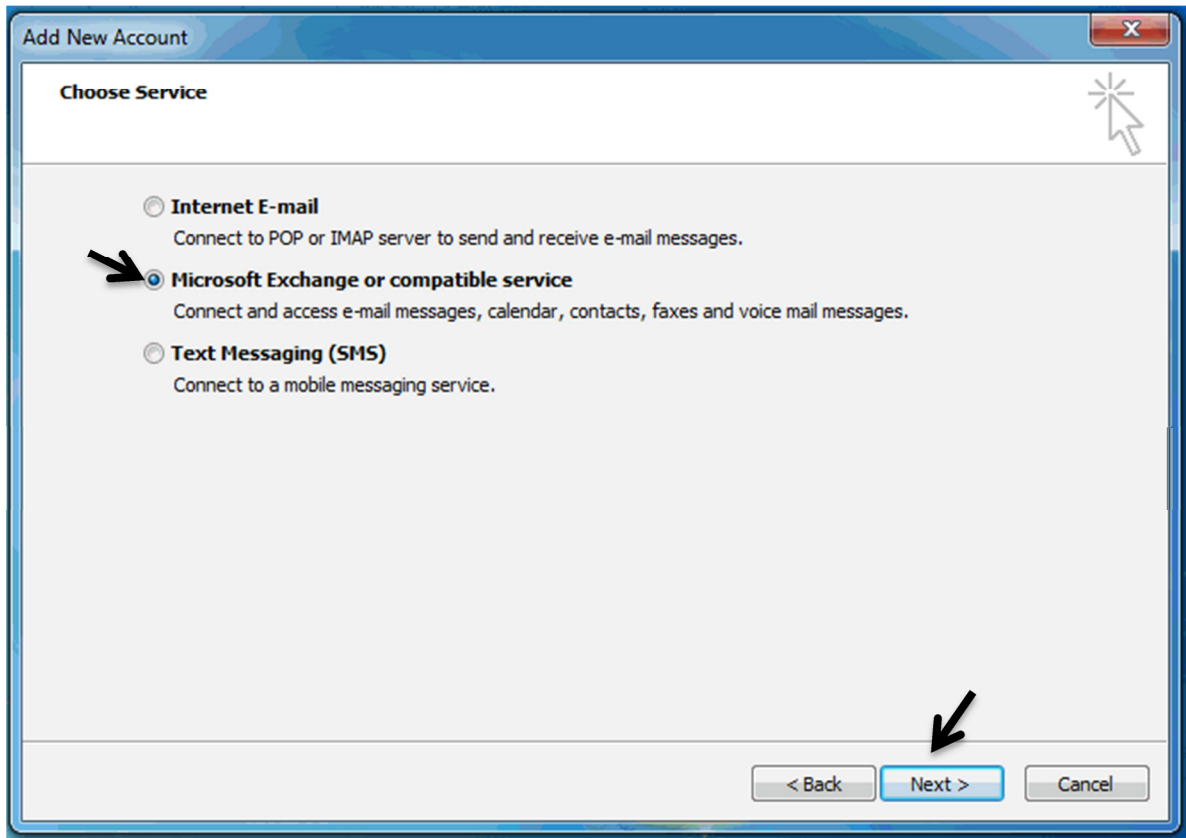 Add New Account
Choose Service
Internet E-mail
Connect to POP or IMAP server to send and receive e-mail messages.
Microsoft Exchange or compatible service
Connect and access e-mail messages, calendar, contacts, faxes and voice mail messages.
Text Messaging (SMS)
Connect to a mobile messaging service.
< Back Next > Cancel